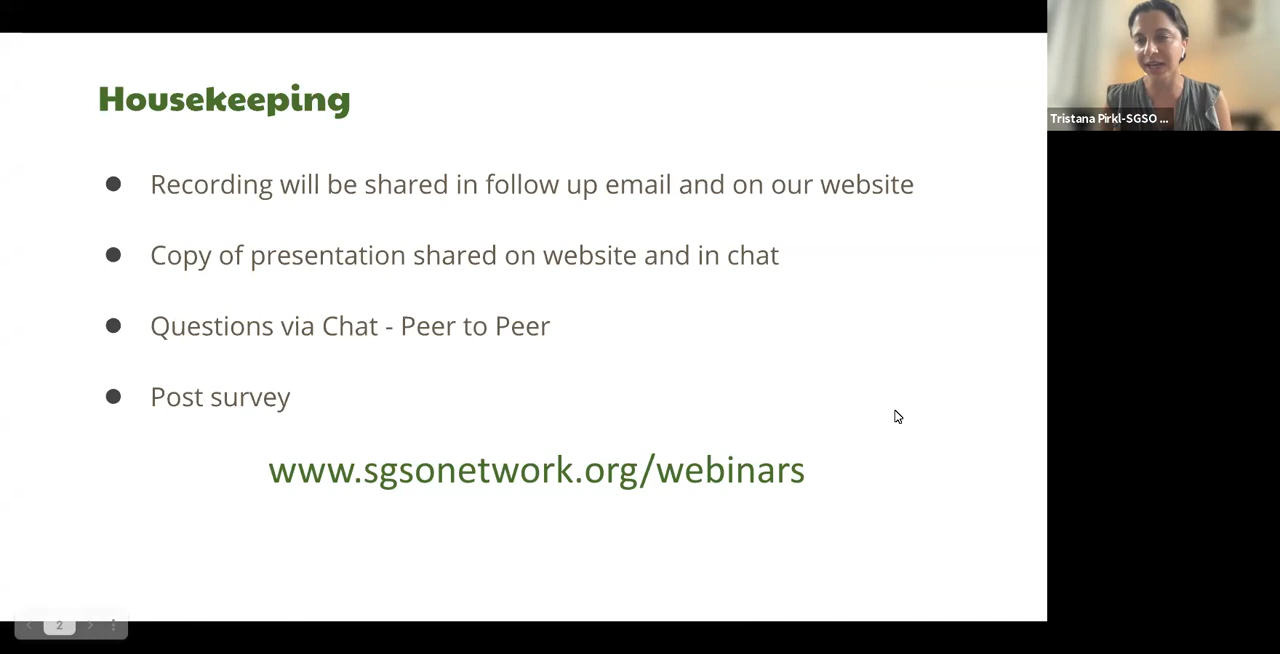 Housekeeping
Recording will be shared in follow up email and on our website
Copy of presentation shared on website and in chat
Questions via Chat - Peer to Peer
Post survey
www.sgsonetwork.org/webinars
Tristana Pirkl-SGSO ...
2